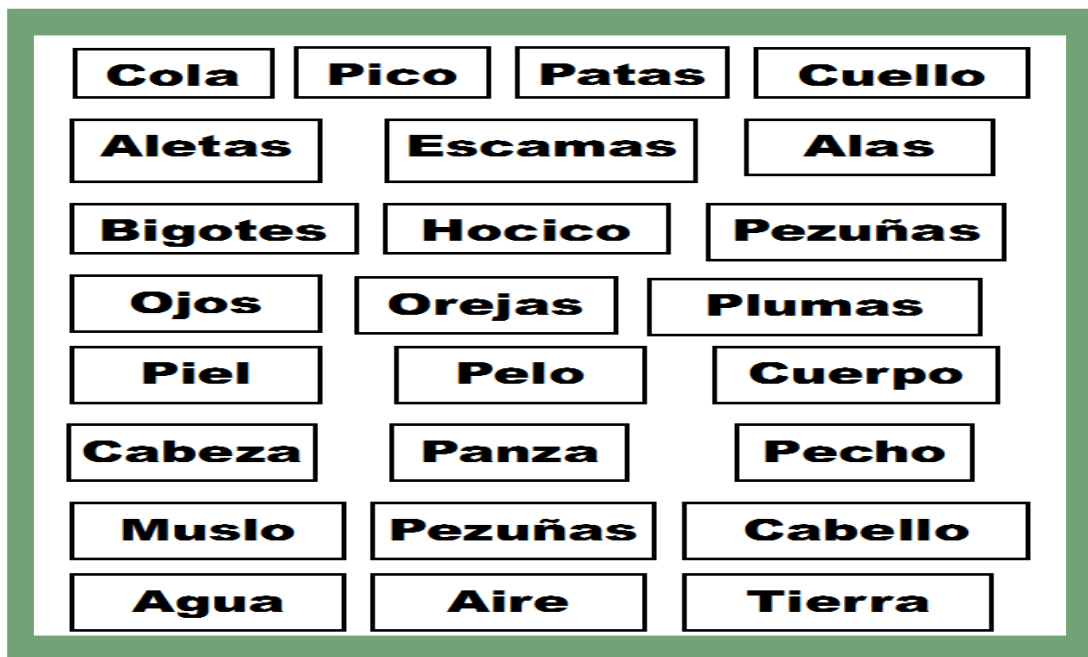 Cola Pico Patas Cuello
Aletas Escamas Alas
Bigotes Hocico Pezuñas
Ojos Orejas Plumas
Piel Pelo Cuerpo
Cabeza Panza Pecho
Muslo Pezuñas Cabello
Agua Aire Tierra